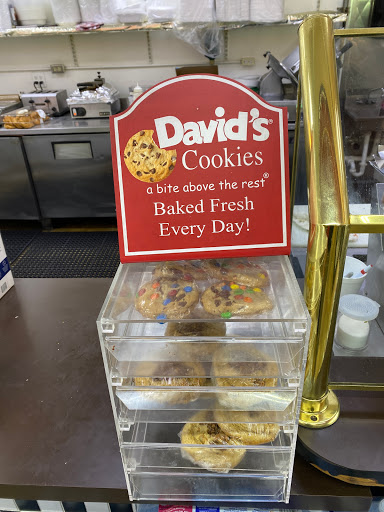 David's®
Cookies
a bite above the rest®
Baked Fresh
Every Day!